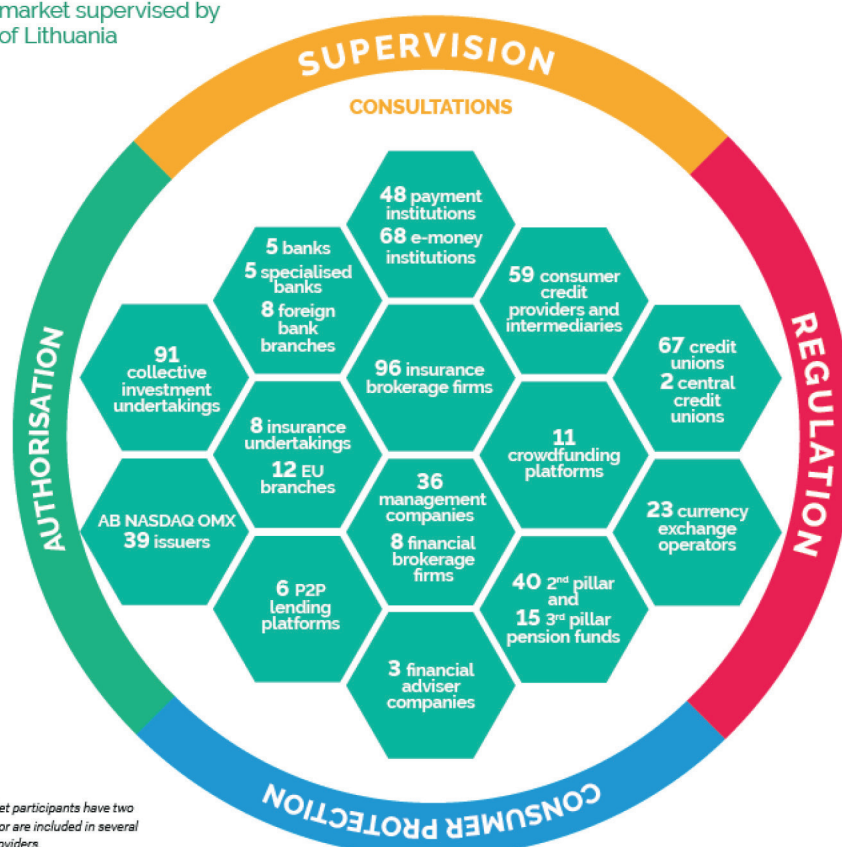 market supervised by
of Lithuania
SUPERVISION
CONSULTATIONS
AUTHORISATION
REGULATION
48 payment
institutions
68 e-money
institutions
5 banks
5 specialised
banks
8 foreign
bank
branches
59 consumer
credit
providers and
intermediaries
91
collective
investment
undertakings
96 insurance
brokerage firms
67 credit
unions
2 central
credit
unions
8 insurance
undertakings
12 EU
branches
11
crowdfunding
platforms
AB NASDAQ OMX
39 issuers
36
management
companies
8 financial
brokerage
firms
23 currency
exchange
operators
6 P2P
lending
platforms
40 2nd pillar
and
15 3rd pillar
pension funds
3 financial
adviser
companies
CONSUMER PROTECTION
et participants have two
or are included in several
oviders